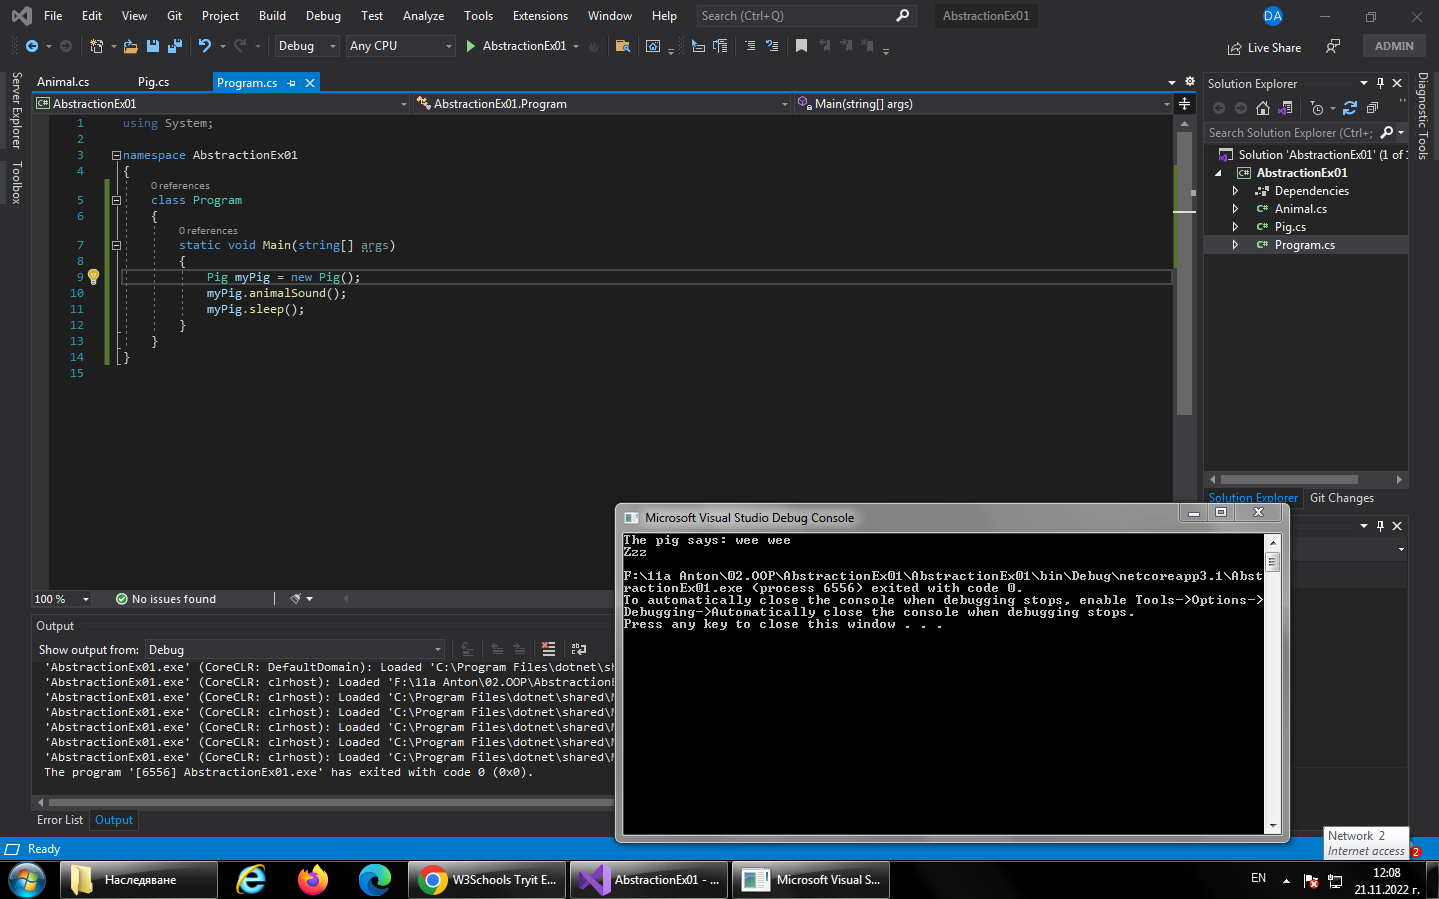 File Edit View Git Project Build Debug Test Analyze Tools Extensions Window Help Search (Ctrl+Q) AbstractionEx01 DA
Debug Any CPU AbstractionEx01 Live Share ADMIN
Server Explorer
Toolbox
Animal.cs Pig.cs Program.cs
C# AbstractionEx01 AbstractionEx01.Program Main(string[] args)
1 using System;
2
3 namespace AbstractionEx01
4 {
0 references
5 class Program
6 {
0 references
7 static void Main(string[] args)
8 {
9 Pig myPig = new Pig();
10 myPig.animalSound();
11 myPig.sleep();
12 }
13 }
14 }
15
100 % No issues found
Solution Explorer
Search Solution Explorer (Ctrl+;
Solution 'AbstractionEx01' (1 of 1
C# AbstractionEx01
Dependencies
C# Animal.cs
C# Pig.cs
C# Program.cs
Solution Explorer Git Changes
Diagnostic Tools
Output
Show output from: Debug
'AbstractionEx01.exe' (CoreCLR: DefaultDomain): Loaded 'C:\Program Files\dotnet\sh
'AbstractionEx01.exe' (CoreCLR: clrhost): Loaded 'F:\11a Anton\02.OOP\Abstraction
'AbstractionEx01.exe' (CoreCLR: clrhost): Loaded 'C:\Program Files\dotnet\shared\
'AbstractionEx01.exe' (CoreCLR: clrhost): Loaded 'C:\Program Files\dotnet\shared\
'AbstractionEx01.exe' (CoreCLR: clrhost): Loaded 'C:\Program Files\dotnet\shared\
'AbstractionEx01.exe' (CoreCLR: clrhost): Loaded 'C:\Program Files\dotnet\shared\
'AbstractionEx01.exe' (CoreCLR: clrhost): Loaded 'C:\Program Files\dotnet\shared\
The program '[6556] AbstractionEx01.exe' has exited with code 0 (0x0).
Error List Output
Microsoft Visual Studio Debug Console
The pig says: wee wee
Zzz
F:\11a Anton\02.OOP\AbstractionEx01\AbstractionEx01\bin\Debug\netcoreapp3.1\Abst
ractionEx01.exe (process 6556) exited with code 0.
To automatically close the console when debugging stops, enable Tools->Options->
Debugging->Automatically close the console when debugging stops.
Press any key to close this window . . .
Ready
Network 2
Internet access
2
Наследяване W3Schools Tryit E... AbstractionEx01 - ... Microsoft Visual S...
EN
12:08
21.11.2022 г.